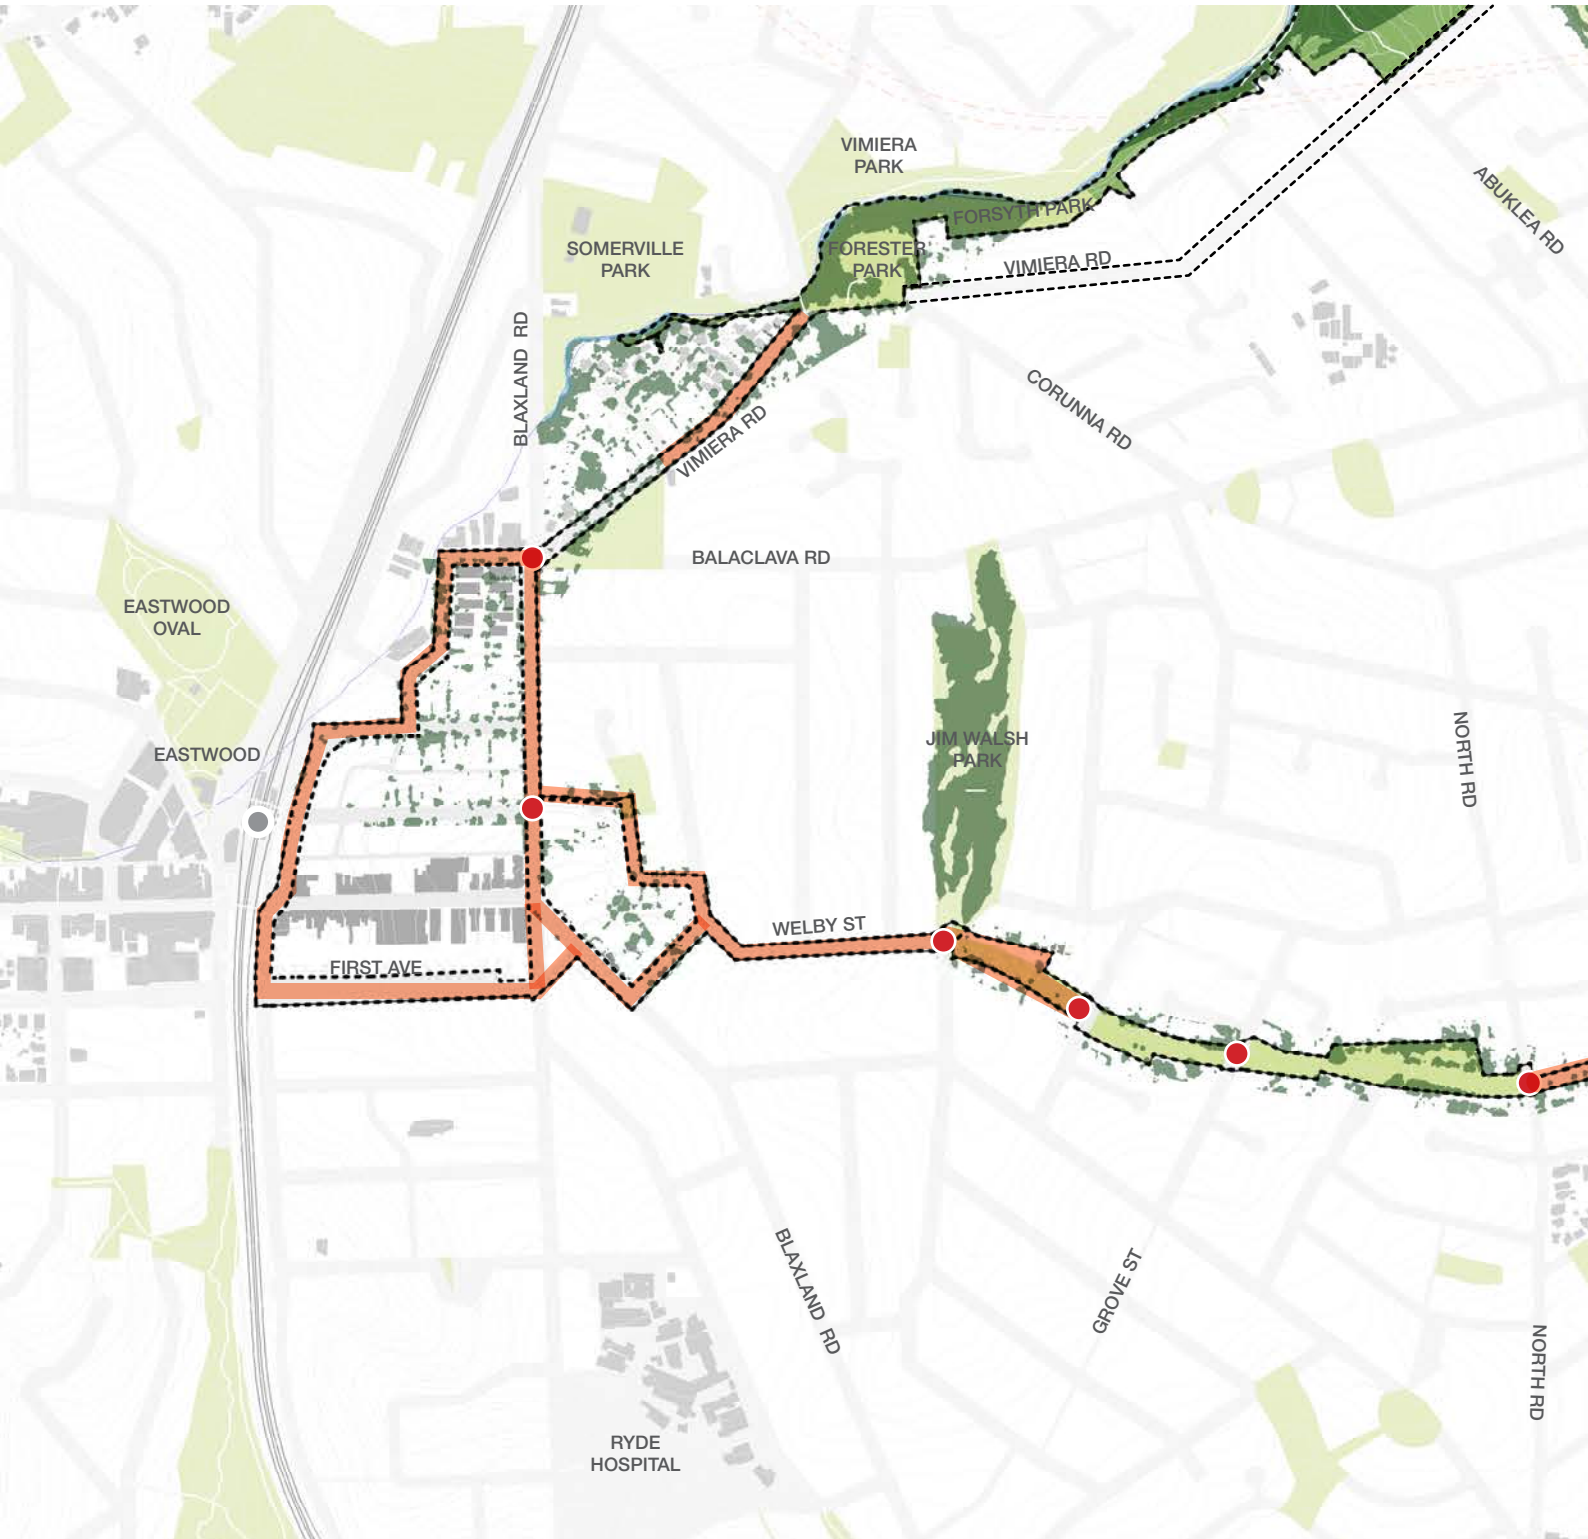 VIMIERA
PARK
ABUKLEA RD
FORSYTH PARK
SOMERVILLE
PARK
FORESTER
PARK
VIMIERA RD
BLAXLAND RD
CORUNNA RD
VIMIERA RD
BALACLAVA RD
EASTWOOD
OVAL
EASTWOOD
JIM WALSH
PARK
NORTH RD
WELBY ST
FIRST AVE
BLAXLAND RD
GROVE ST
NORTH RD
RYDE
HOSPITAL